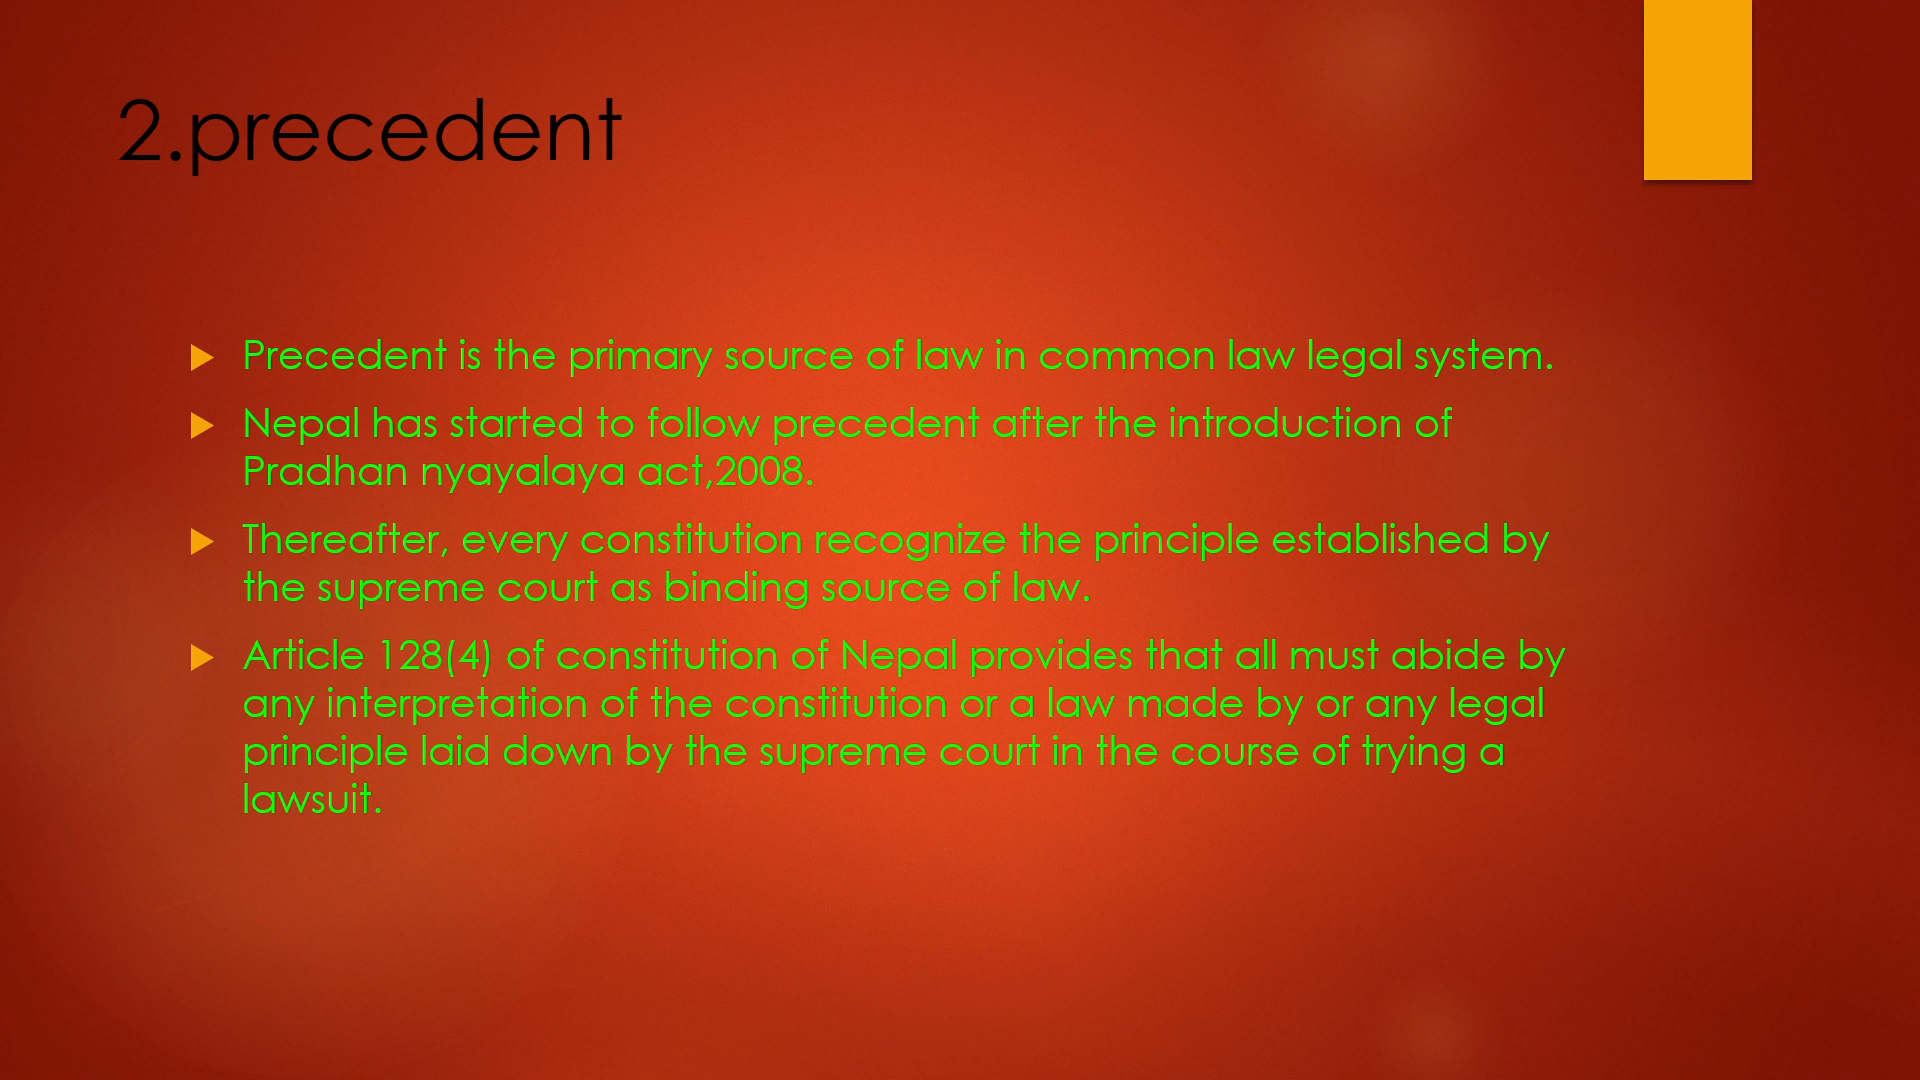 2.precedent
Precedent is the primary source of law in common law legal system.
Nepal has started to follow precedent after the introduction of
Pradhan nyayalaya act,2008.
Thereafter, every constitution recognize the principle established by
the supreme court as binding source of law.
Article 128(4) of constitution of Nepal provides that all must abide by
any interpretation of the constitution or a law made by or any legal
principle laid down by the supreme court in the course of trying a
lawsuit.